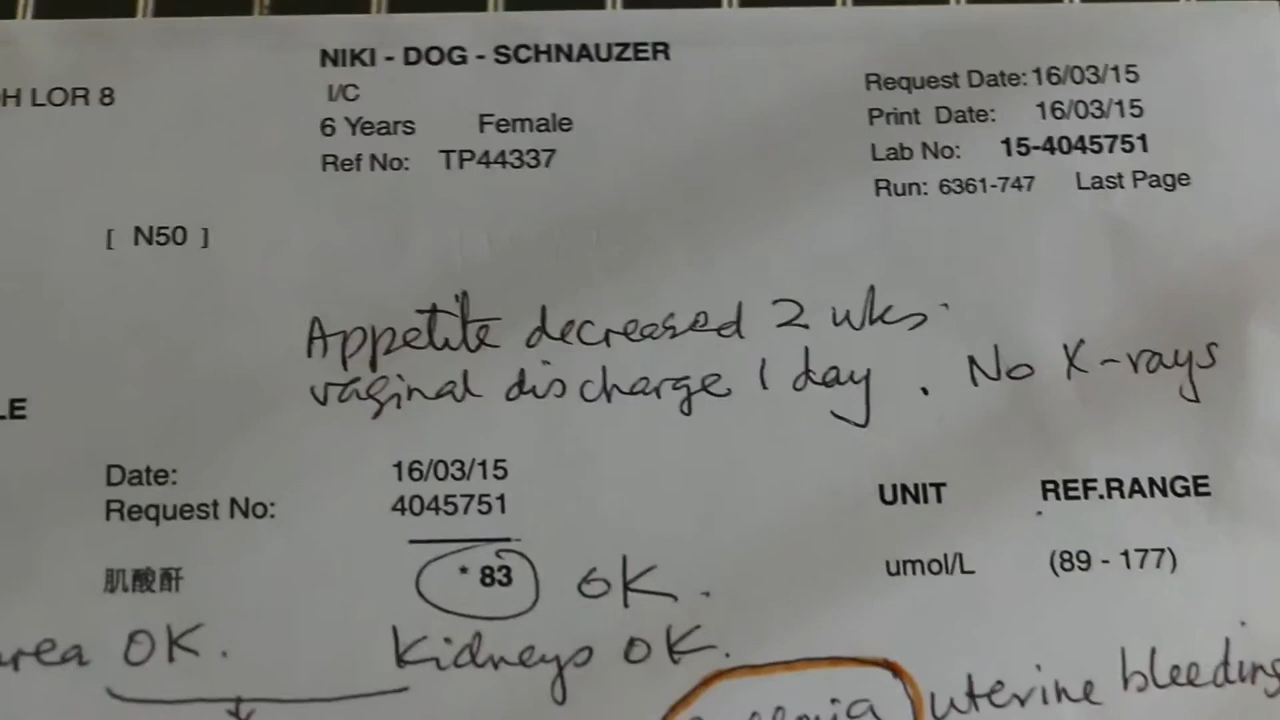 NIKI - DOG - SCHNAUZER
H LOR 8
I/C
6 Years Female
Ref No: TP44337
Request Date: 16/03/15
Print Date: 16/03/15
Lab No: 15-4045751
Run: 6361-747 Last Page
[ N50 ]
Appetite decreased 2 wks.
vaginal discharge 1 day. No X-rays
LE
Date: 16/03/15
Request No: 4045751
UNIT REF.RANGE
肌酸酐 * 83 OK. umol/L (89 - 177)
OK. Kidneys OK.
uterine bleeding